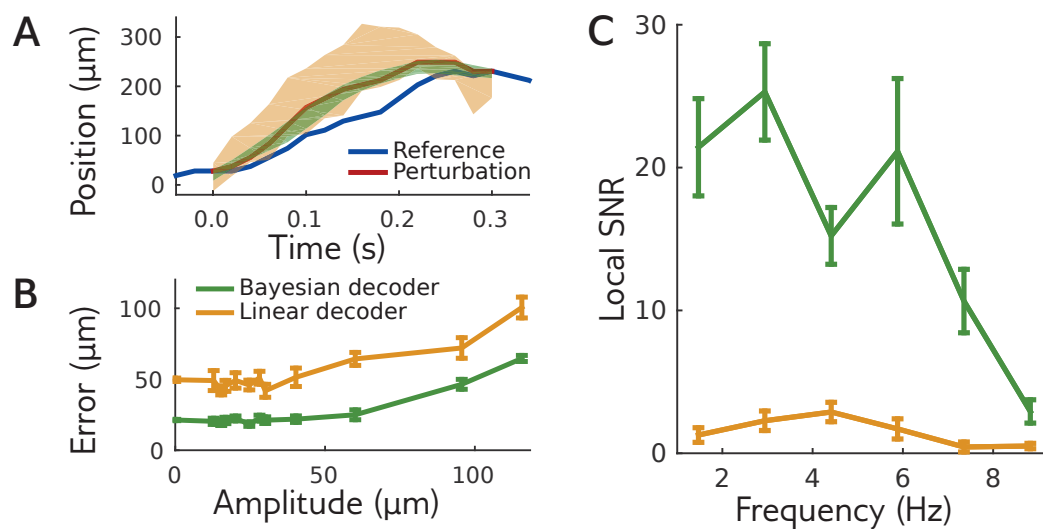 A
Position (µm)
300
200
100
0
Reference
Perturbation
0.0
0.1
0.2
0.3
Time (s)
B
Error (µm)
100
50
0
Bayesian decoder
Linear decoder
0
50
100
Amplitude (µm)
C
Local SNR
30
20
10
0
2
4
6
8
Frequency (Hz)